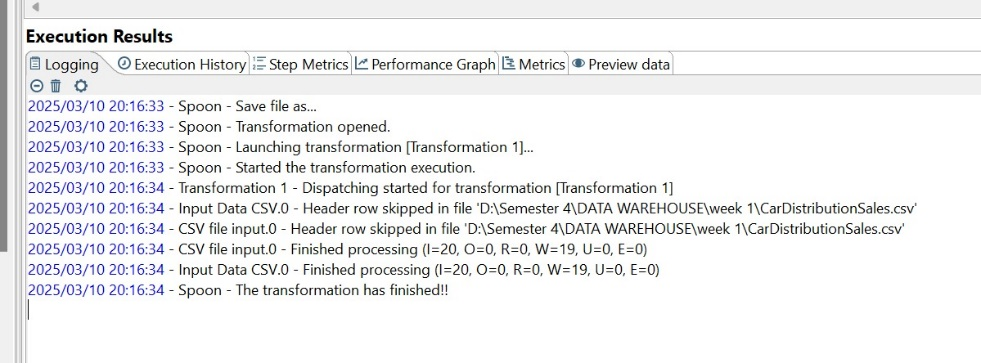 Execution Results
Logging Execution History Step Metrics Performance Graph Metrics Preview data
2025/03/10 20:16:33 - Spoon - Save file as...
2025/03/10 20:16:33 - Spoon - Transformation opened.
2025/03/10 20:16:33 - Spoon - Launching transformation [Transformation 1]...
2025/03/10 20:16:33 - Spoon - Started the transformation execution.
2025/03/10 20:16:34 - Transformation 1 - Dispatching started for transformation [Transformation 1]
2025/03/10 20:16:34 - Input Data CSV.0 - Header row skipped in file 'D:\Semester 4\DATA WAREHOUSE\week 1\CarDistributionSales.csv'
2025/03/10 20:16:34 - CSV file input.0 - Header row skipped in file 'D:\Semester 4\DATA WAREHOUSE\week 1\CarDistributionSales.csv'
2025/03/10 20:16:34 - CSV file input.0 - Finished processing (I=20, O=0, R=0, W=19, U=0, E=0)
2025/03/10 20:16:34 - Input Data CSV.0 - Finished processing (I=20, O=0, R=0, W=19, U=0, E=0)
2025/03/10 20:16:34 - Spoon - The transformation has finished!!